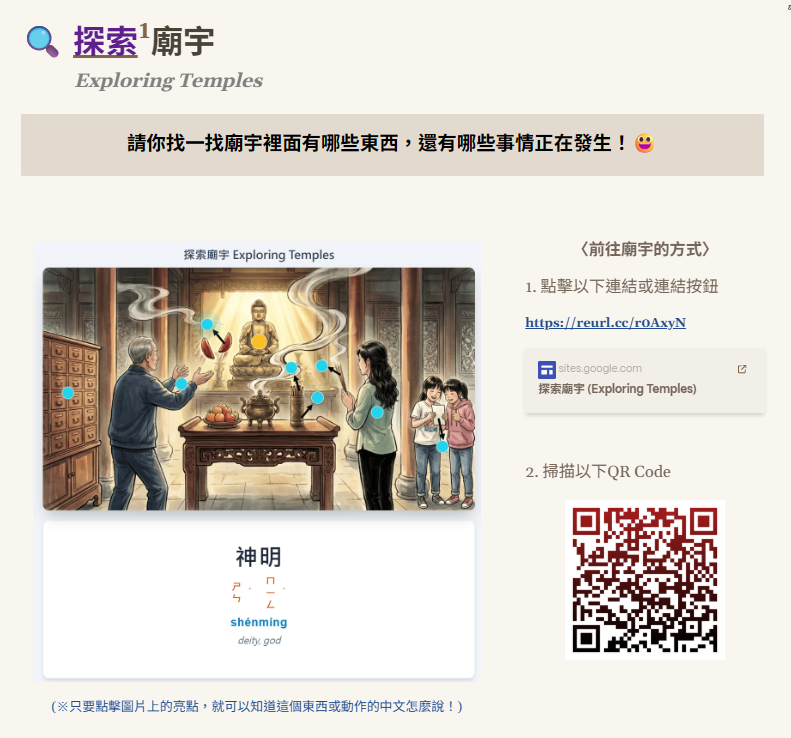 探索1廟宇
Exploring Temples
請你找一找廟宇裡面有哪些東西，還有哪些事情正在發生！
探索廟宇 Exploring Temples
神明
ㄕㄣˊ ㄇㄧㄥˊ
shénmíng
deity, god
(※只要點擊圖片上的亮點，就可以知道這個東西或動作的中文怎麼說！)
〈前往廟宇的方式〉
1. 點擊以下連結或連結按鈕
https://reurl.cc/r0AxyN
sites.google.com
探索廟宇 (Exploring Temples)
2. 掃描以下QR Code